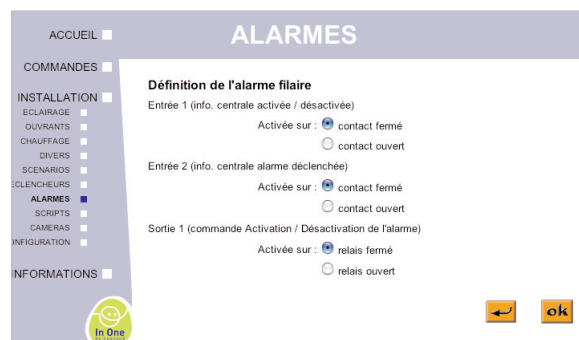 ACCUEIL
ALARMES
COMMANDES
INSTALLATION
ECLAIRAGE
OUVRANTS
CHAUFFAGE
DIVERS
SCENARIOS
ECLENCHEURS
ALARMES
SCRIPTS
CAMERAS
ONFIGURATION
INFORMATIONS
In One
Définition de l'alarme filaire
Entrée 1 (info. centrale activée / désactivée)
Activée sur : contact fermé
contact ouvert
Entrée 2 (info. centrale alarme déclenchée)
Activée sur : contact fermé
contact ouvert
Sortie 1 (commande Activation / Désactivation de l'alarme)
Activée sur : relais fermé
relais ouvert
ok